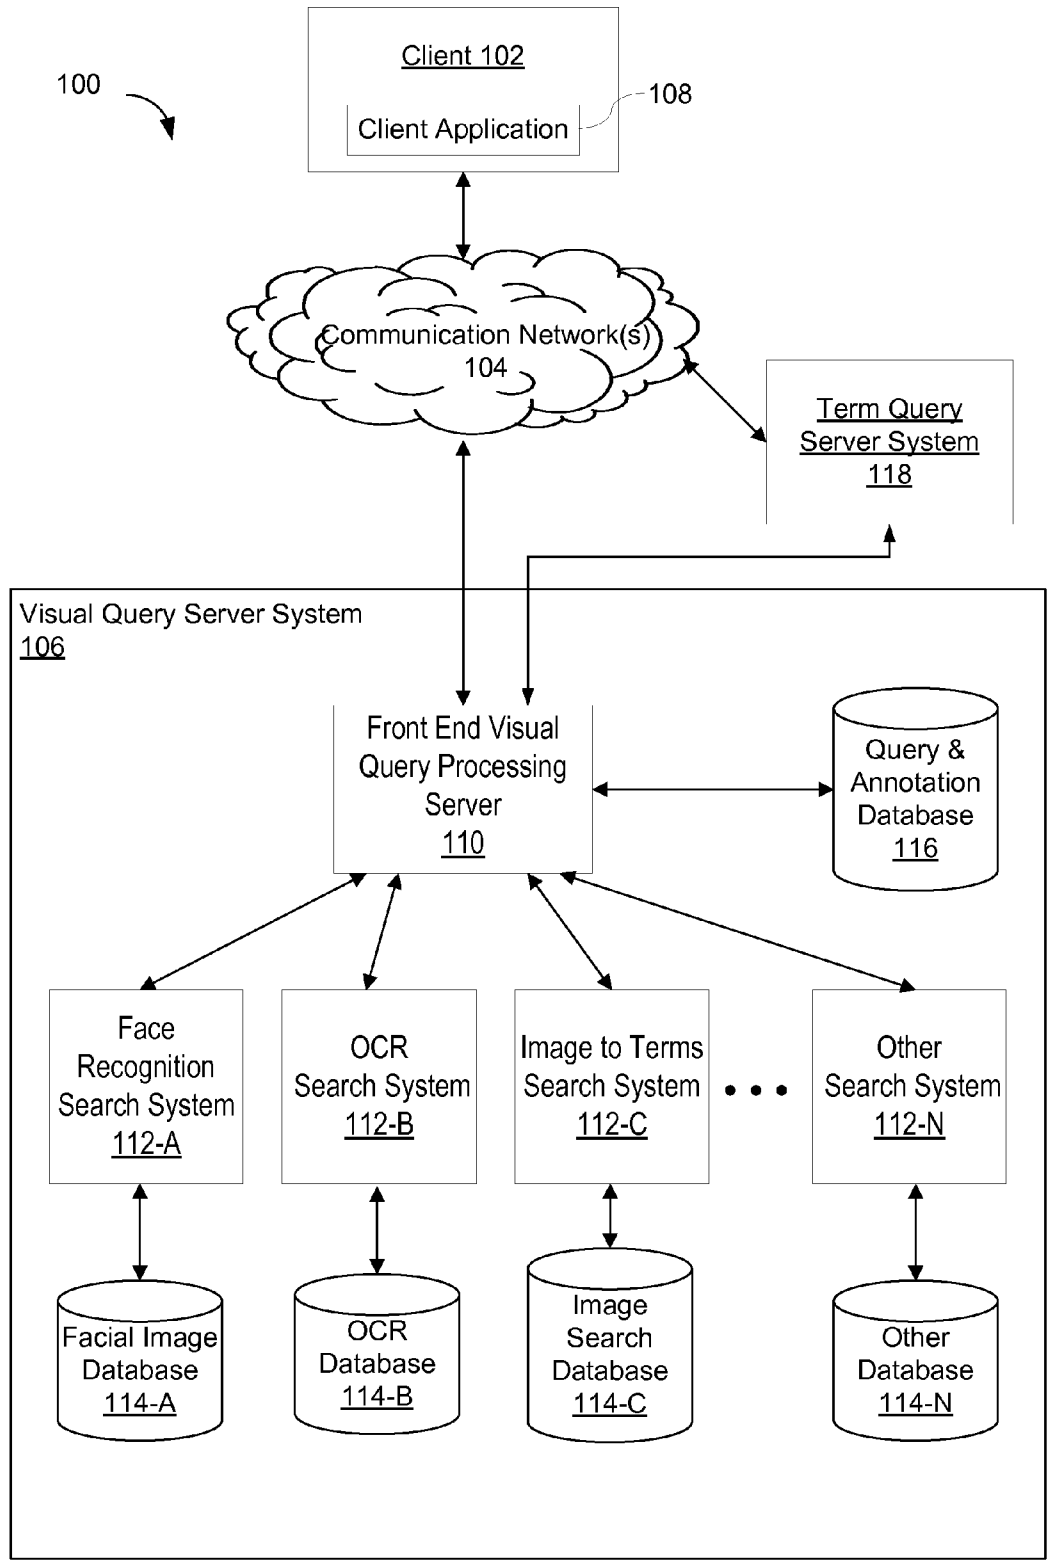 Client 102
100
108
Client Application
Communication Network(s)
104
Term Query
Server System
118
Visual Query Server System
106
Front End Visual
Query Processing
Server
110
Query &
Annotation
Database
116
Face
Recognition
Search System
112-A
OCR
Search System
112-B
Image to Terms
Search System
112-C
Other
Search System
112-N
Facial Image
Database
114-A
OCR
Database
114-B
Image
Search
Database
114-C
Other
Database
114-N